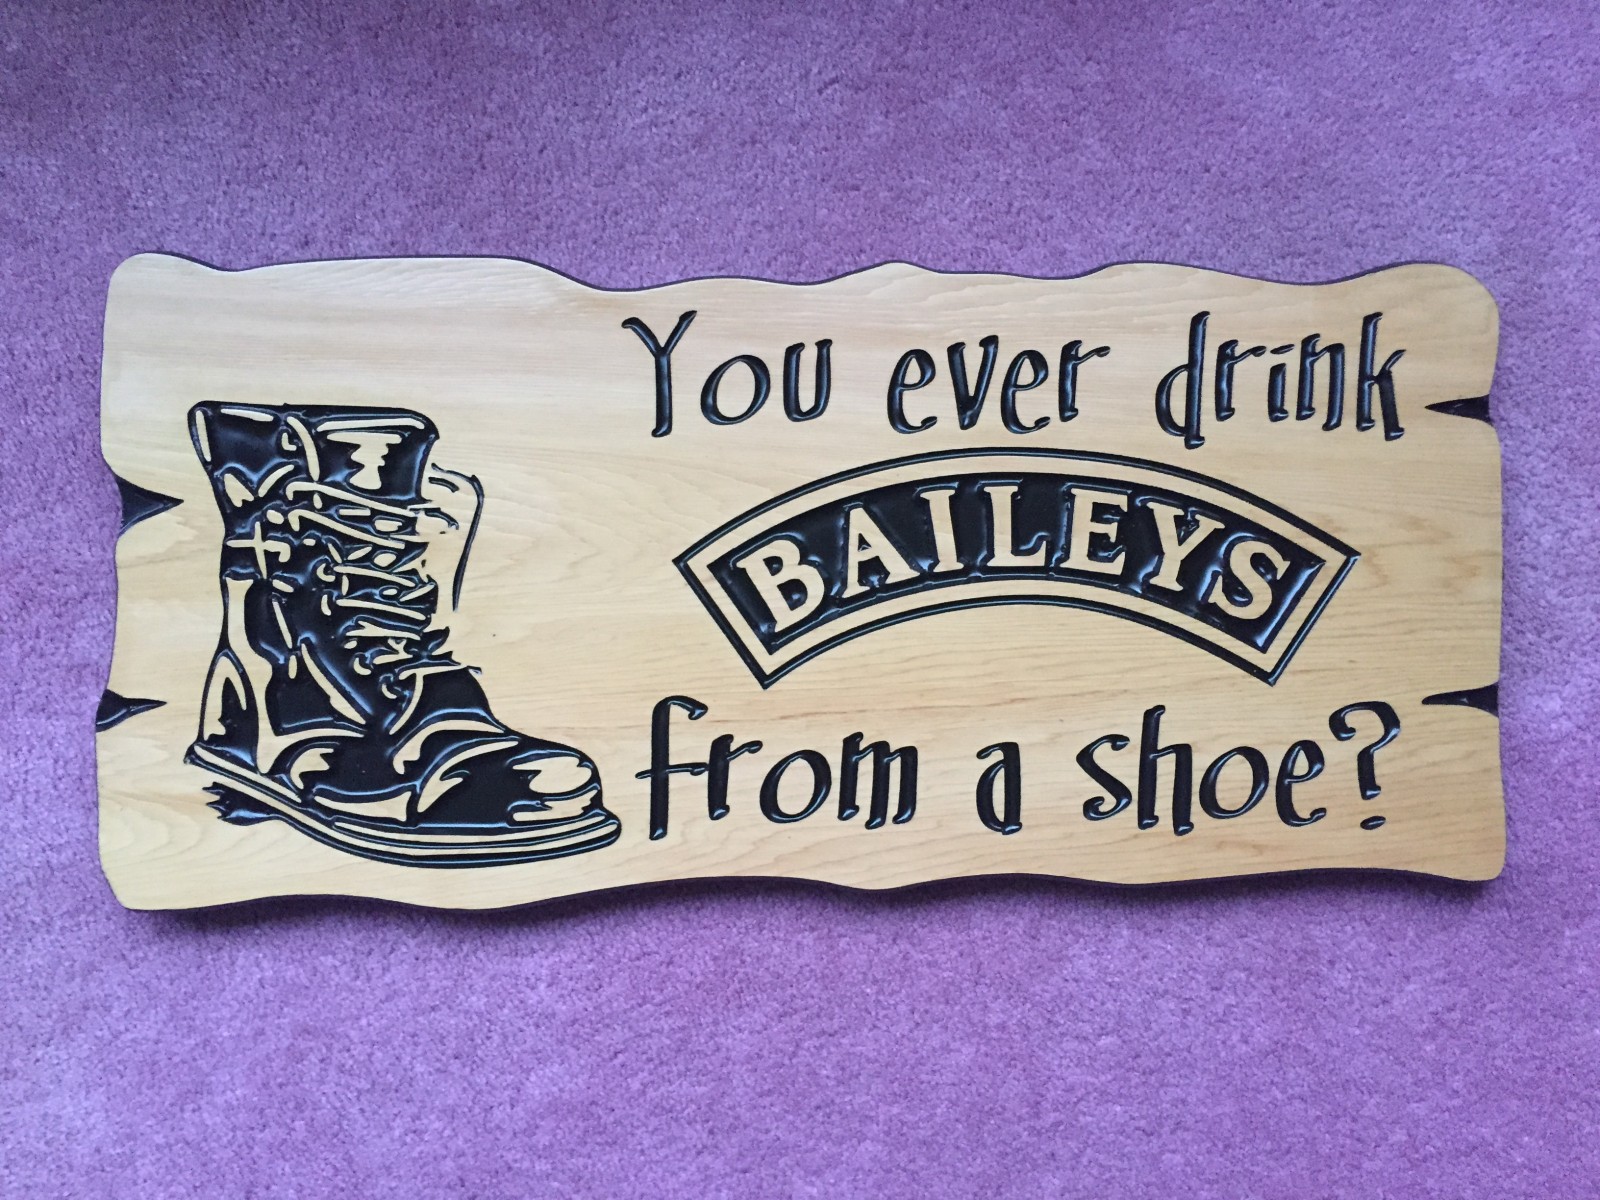 You ever drink
BAILEYS
from a shoe?